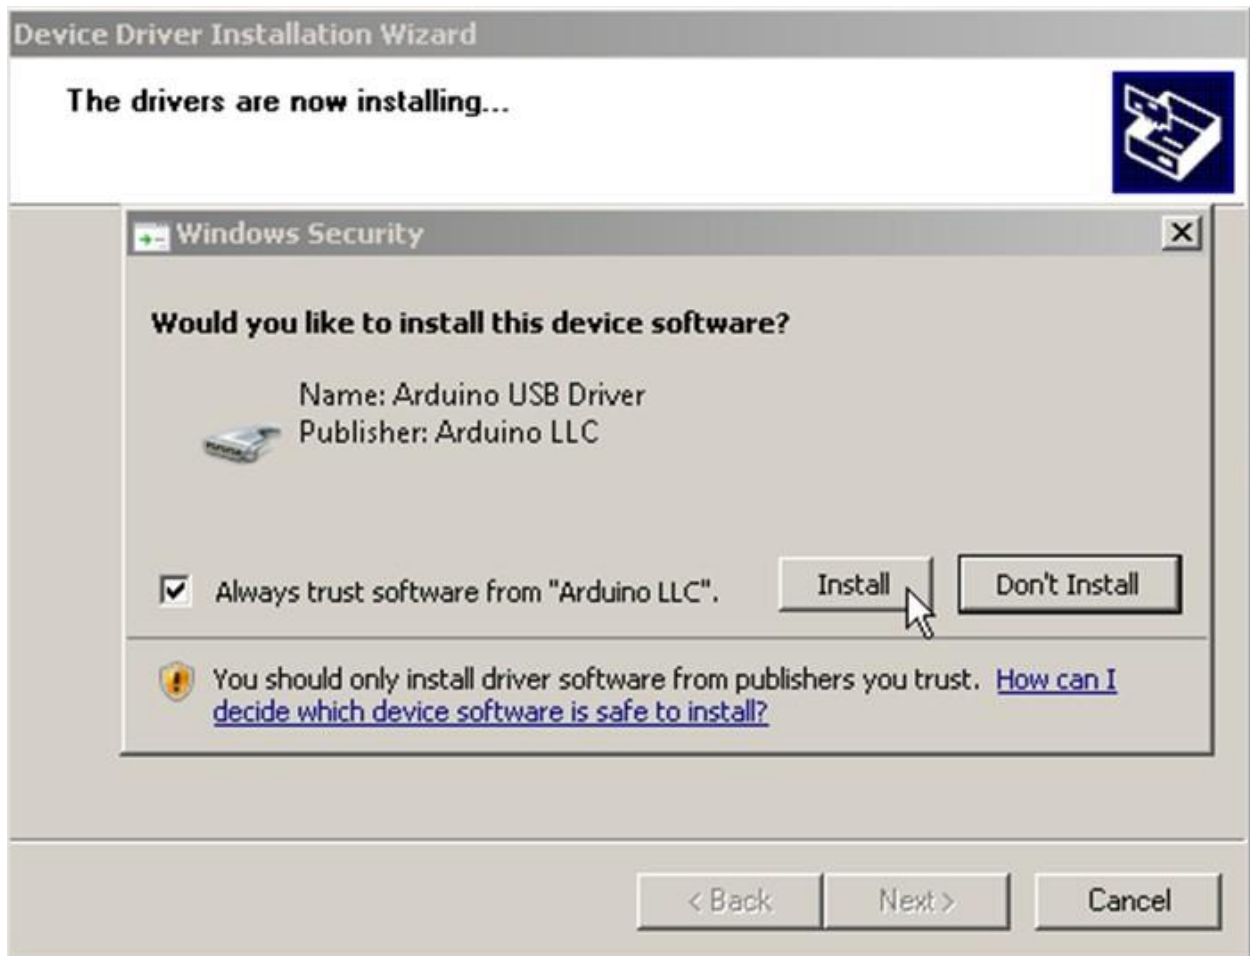 Device Driver Installation Wizard
The drivers are now installing...
Windows Security
Would you like to install this device software?
Name: Arduino USB Driver
Publisher: Arduino LLC
Always trust software from "Arduino LLC".
Install
Don't Install
You should only install driver software from publishers you trust. How can I
decide which device software is safe to install?
< Back
Next >
Cancel